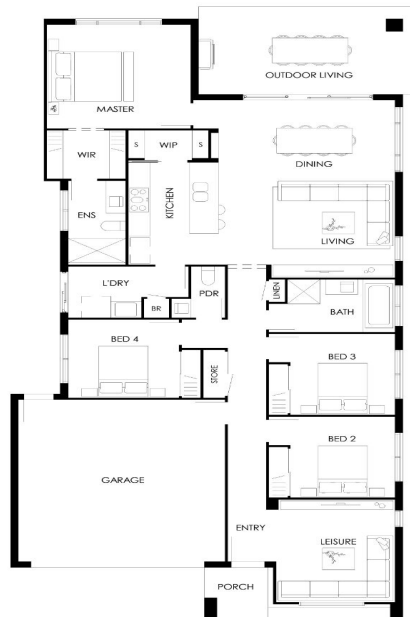 OUTDOOR LIVING
MASTER
WIR
S
WIP
S
DINING
KITCHEN
ENS
LIVING
L'DRY
PDR
LINEN
BR
BATH
BED 4
STORE
BED 3
BED 2
GARAGE
ENTRY
LEISURE
PORCH